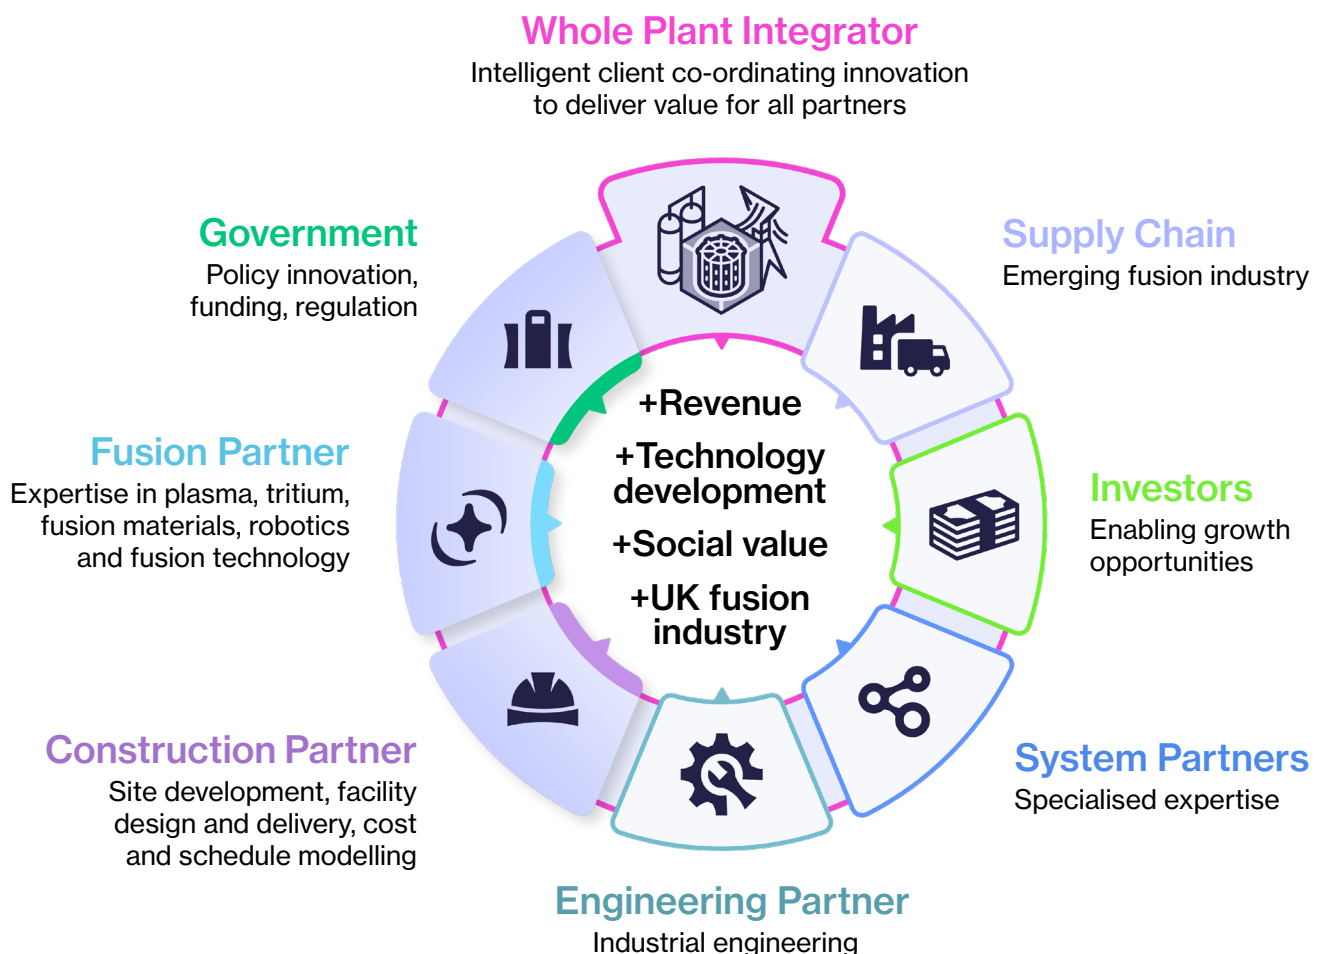 Whole Plant Integrator
Intelligent client co-ordinating innovation
to deliver value for all partners
Government
Policy innovation,
funding, regulation
Supply Chain
Emerging fusion industry
Fusion Partner
Expertise in plasma, tritium,
fusion materials, robotics
and fusion technology
+Revenue
+Technology
development
+Social value
+UK fusion
industry
Investors
Enabling growth
opportunities
Construction Partner
Site development, facility
design and delivery, cost
and schedule modelling
System Partners
Specialised expertise
Engineering Partner
Industrial engineering